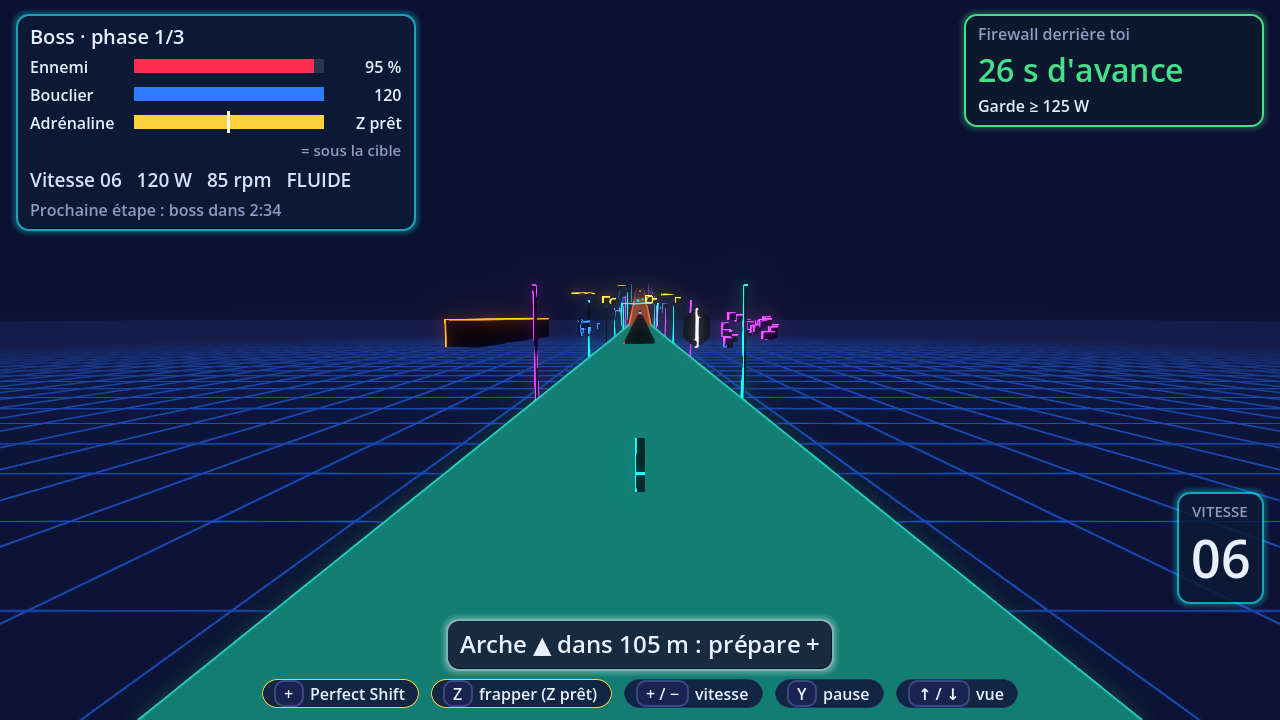 Boss · phase 1/3
Ennemi 95 %
Bouclier 120
Adrénaline Z prêt
= sous la cible
Vitesse 06 120 W 85 rpm FLUIDE
Prochaine étape : boss dans 2:34
Firewall derrière toi
26 s d'avance
Garde ≥ 125 W
VITESSE
06
Arche ▲ dans 105 m : prépare +
+ Perfect Shift
Z frapper (Z prêt)
+ / − vitesse
Y pause
↑ / ↓ vue